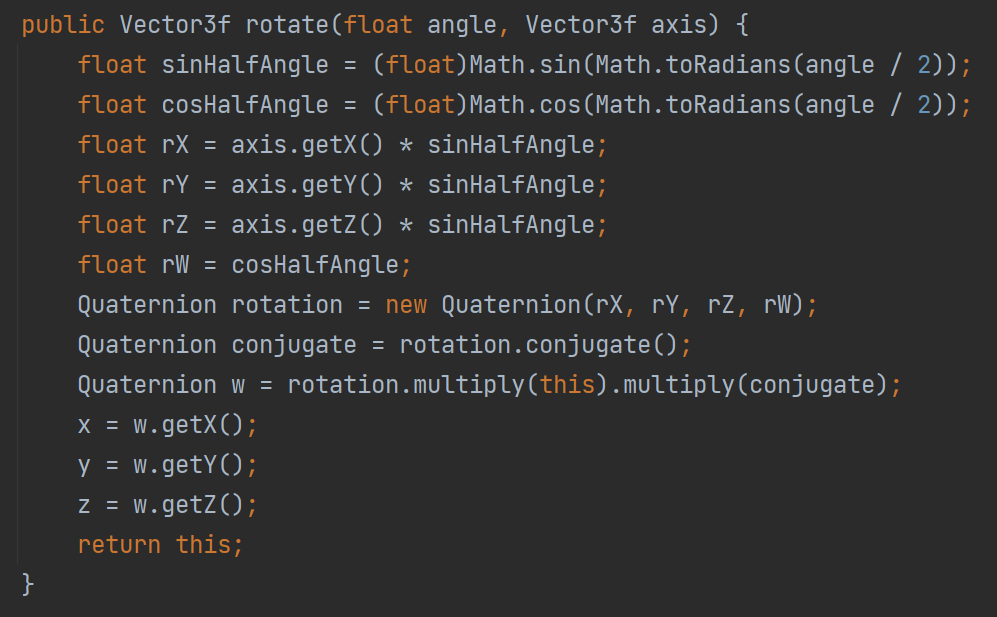 public Vector3f rotate(float angle, Vector3f axis) {
    float sinHalfAngle = (float)Math.sin(Math.toRadians(angle / 2));
    float cosHalfAngle = (float)Math.cos(Math.toRadians(angle / 2));
    float rX = axis.getX() * sinHalfAngle;
    float rY = axis.getY() * sinHalfAngle;
    float rZ = axis.getZ() * sinHalfAngle;
    float rW = cosHalfAngle;
    Quaternion rotation = new Quaternion(rX, rY, rZ, rW);
    Quaternion conjugate = rotation.conjugate();
    Quaternion w = rotation.multiply(this).multiply(conjugate);
    x = w.getX();
    y = w.getY();
    z = w.getZ();
    return this;
}